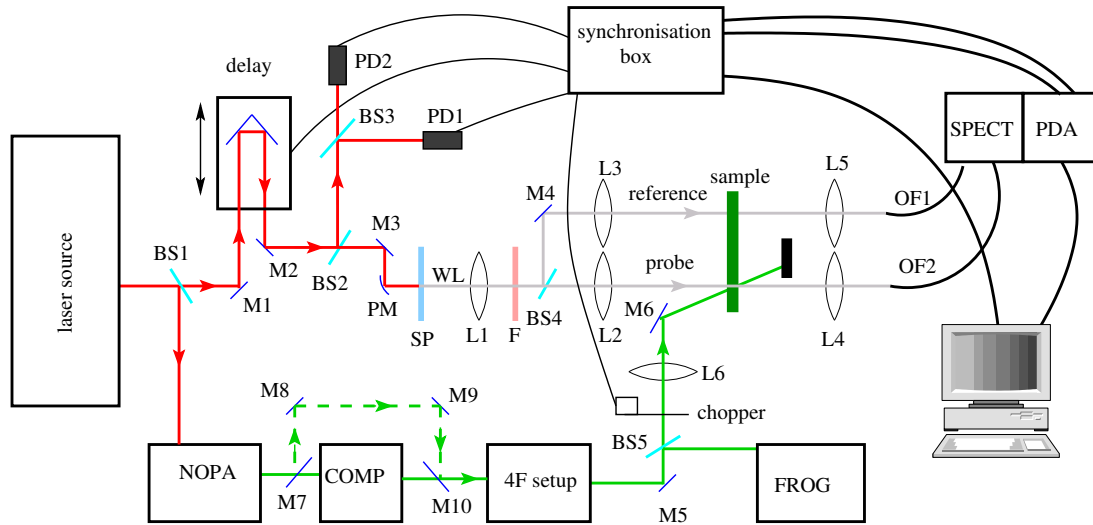 synchronisation
box
PD2
delay
BS3
PD1
SPECT
PDA
L3
M4
reference
sample
L5
OF1
laser source
BS1
M2
M1
BS2
M3
PM
WL
SP
L1
F
BS4
probe
L2
M6
L4
OF2
L6
chopper
M8
M9
BS5
NOPA
M7
COMP
M10
4F setup
M5
FROG